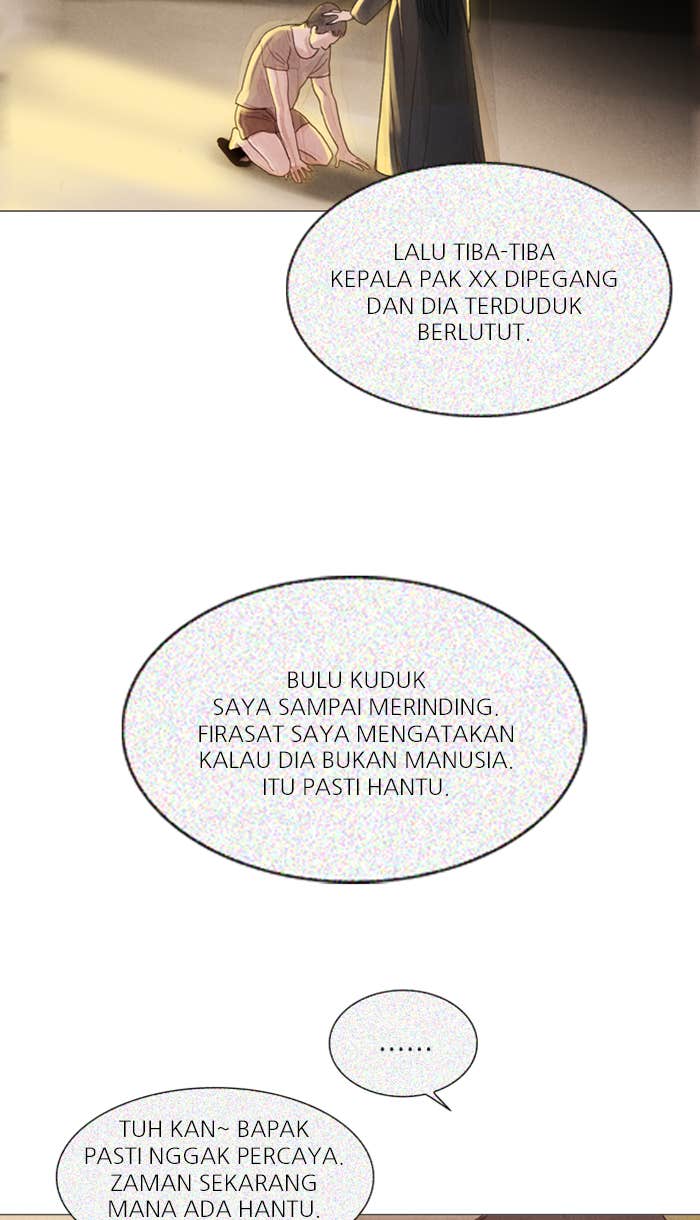 LALU TIBA-TIBA
KEPALA PAK XX DIPEGANG
DAN DIA TERDUDUK
BERLUTUT.
BULU KUDUK
SAYA SAMPAI MERINDING.
FIRASAT SAYA MENGATAKAN
KALAU DIA BUKAN MANUSIA.
ITU PASTI HANTU.
......
TUH KAN~ BAPAK
PASTI NGGAK PERCAYA.
ZAMAN SEKARANG
MANA ADA HANTU.